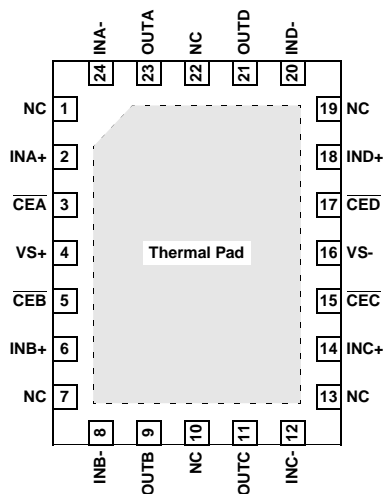 INA-
OUTA
NC
OUTD
IND-
24
23
22
21
20
NC 1
19 NC
INA+ 2
18 IND+
CEA 3
17 CED
VS+ 4
Thermal Pad
16 VS-
CEB 5
15 CEC
INB+ 6
14 INC+
NC 7
13 NC
8
9
10
11
12
INB-
OUTB
NC
OUTC
INC-